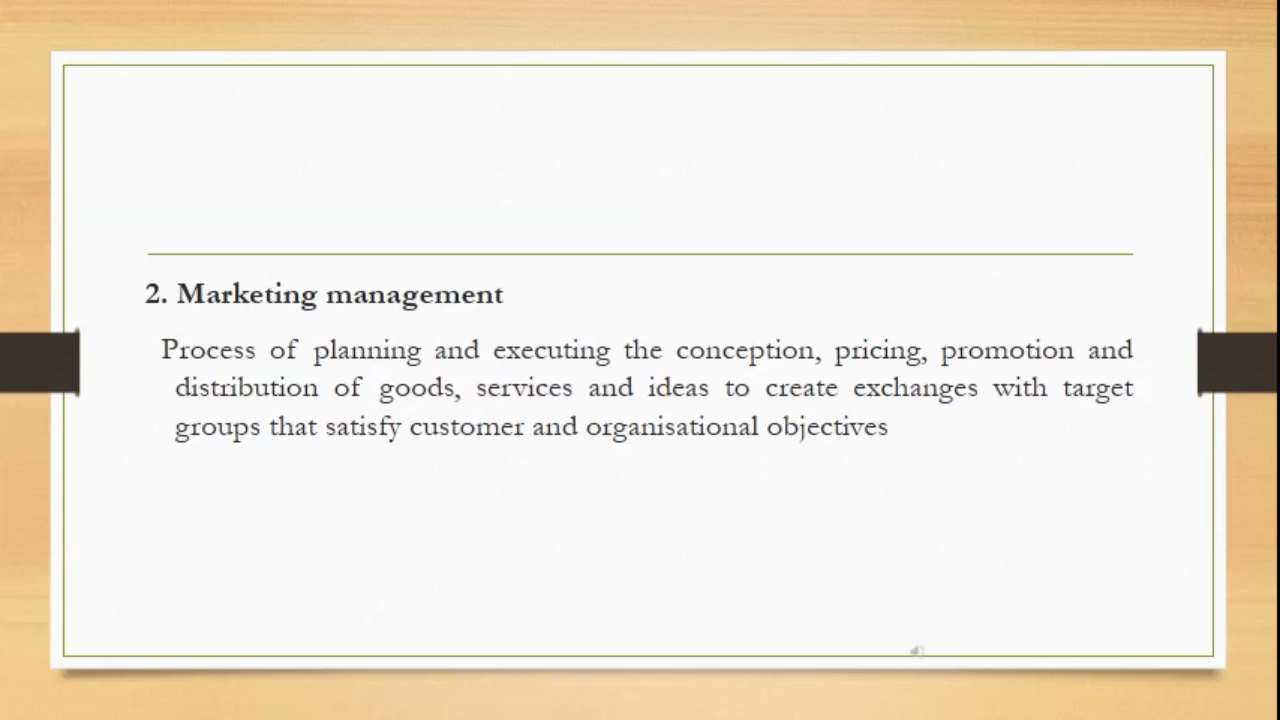 2. Marketing management
Process of planning and executing the conception, pricing, promotion and
distribution of goods, services and ideas to create exchanges with target
groups that satisfy customer and organisational objectives